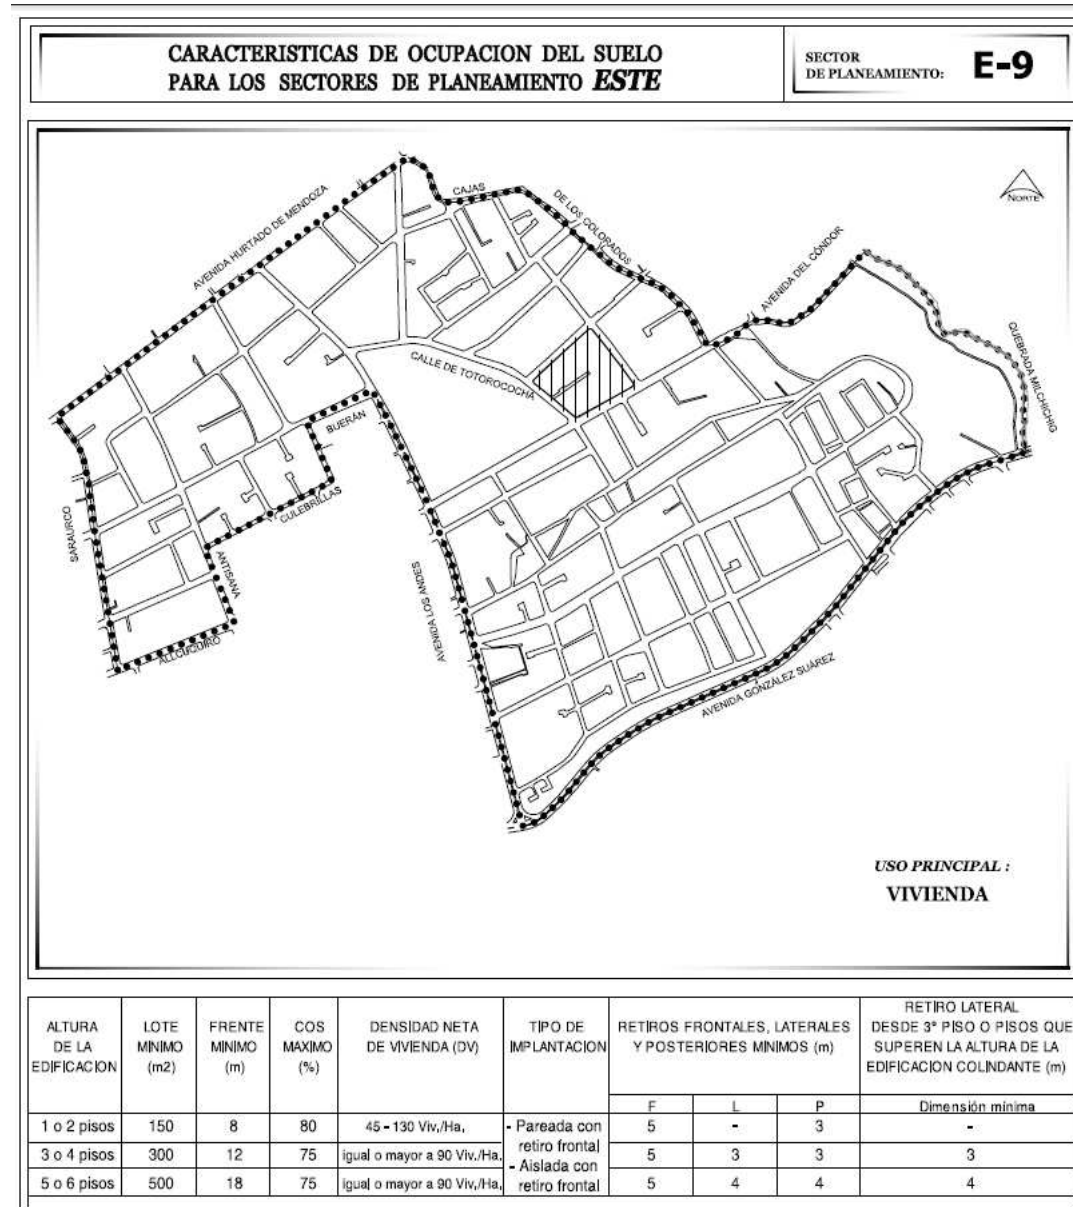 CARACTERISTICAS DE OCUPACION DEL SUELO
PARA LOS SECTORES DE PLANEAMIENTO ESTE
SECTOR
DE PLANEAMIENTO:
E-9
NORTE
AVENIDA HURTADO DE MENDOZA
CAJAS
DE LOS COLORADOS
AVENIDA DEL CÓNDOR
QUEBRADA MILCHICHIG
CALLE DE TOTOROCOCHA
BUERÁN
CULEBRILLAS
SARAURCO
ANTISANA
ALLCUQUIRO
AVENIDA LOS ANDES
AVENIDA GONZÁLEZ SUÁREZ
USO PRINCIPAL :
VIVIENDA
ALTURA
DE LA
EDIFICACION
LOTE
MINIMO
(m2)
FRENTE
MINIMO
(m)
COS
MAXIMO
(%)
DENSIDAD NETA
DE VIVIENDA (DV)
TIPO DE
IMPLANTACION
RETIROS FRONTALES, LATERALES
Y POSTERIORES MINIMOS (m)
RETIRO LATERAL
DESDE 3° PISO O PISOS QUE
SUPEREN LA ALTURA DE LA
EDIFICACION COLINDANTE (m)
F L P Dimensión mínima
1 o 2 pisos 150 8 80 45 - 130 Viv,/Ha, 5 - 3 -
3 o 4 pisos 300 12 75 igual o mayor a 90 Viv./Ha. 5 3 3 3
5 o 6 pisos 500 18 75 igual o mayor a 90 Viv,/Ha, 5 4 4 4
- Pareada con
retiro frontal
- Aislada con
retiro frontal